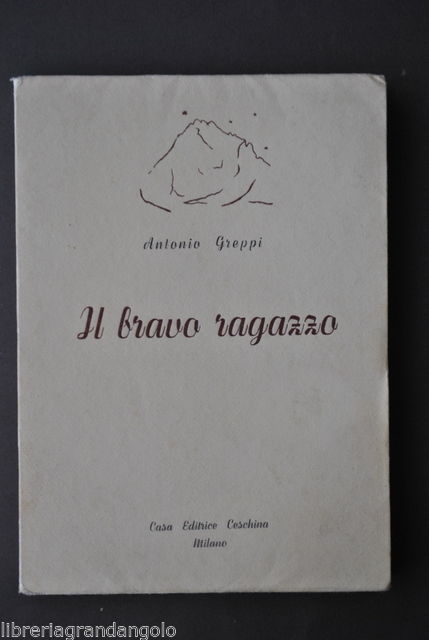 Antonio Greppi
Il bravo ragazzo
Casa Editrice Ceschina
Milano
libreriagrandangolo